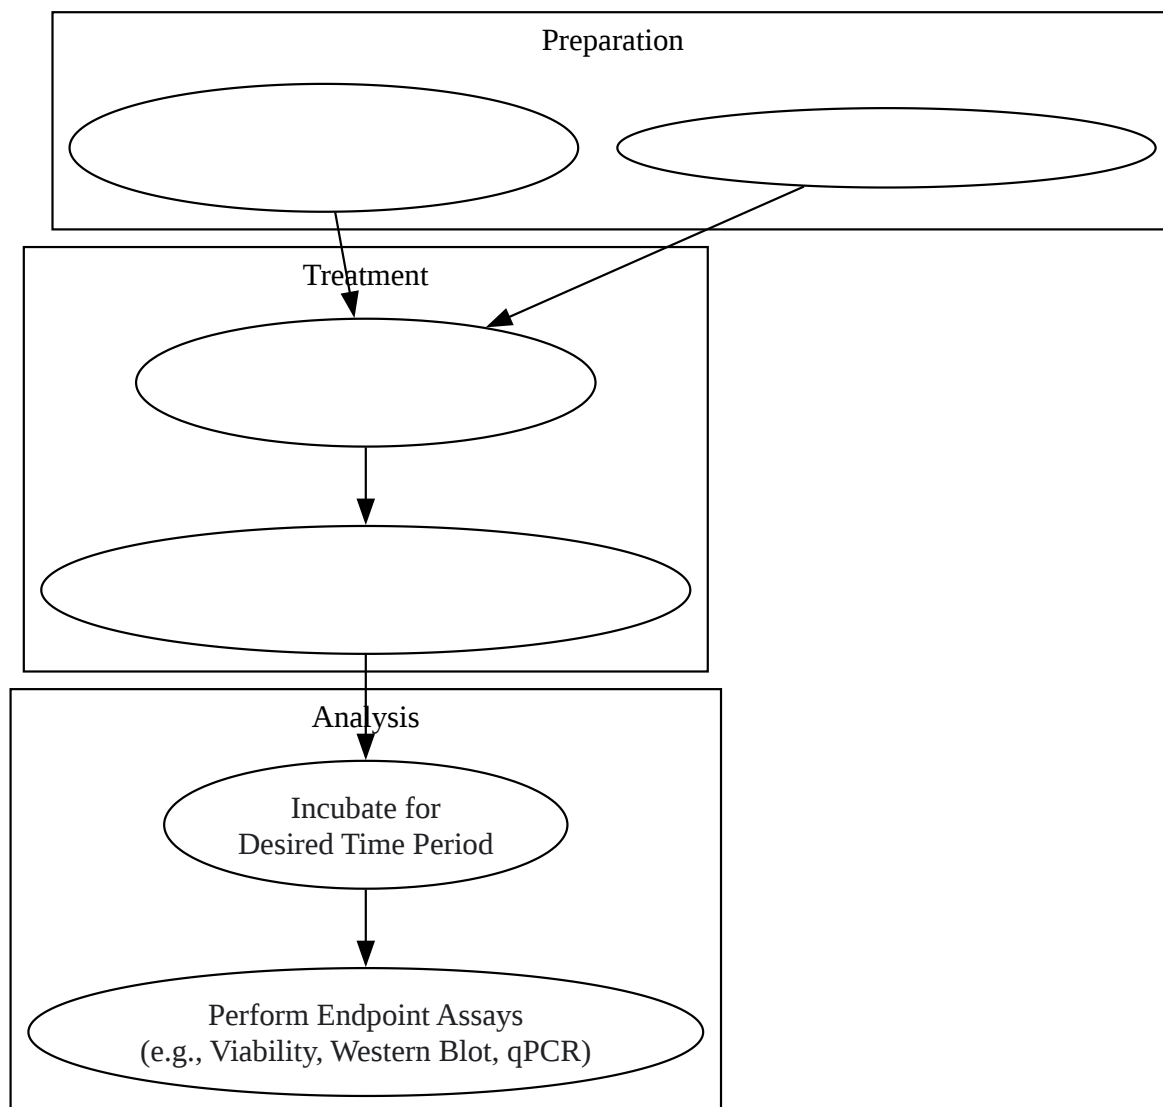 Preparation
Treatment
Analysis
Incubate for
Desired Time Period
Perform Endpoint Assays
(e.g., Viability, Western Blot, qPCR)